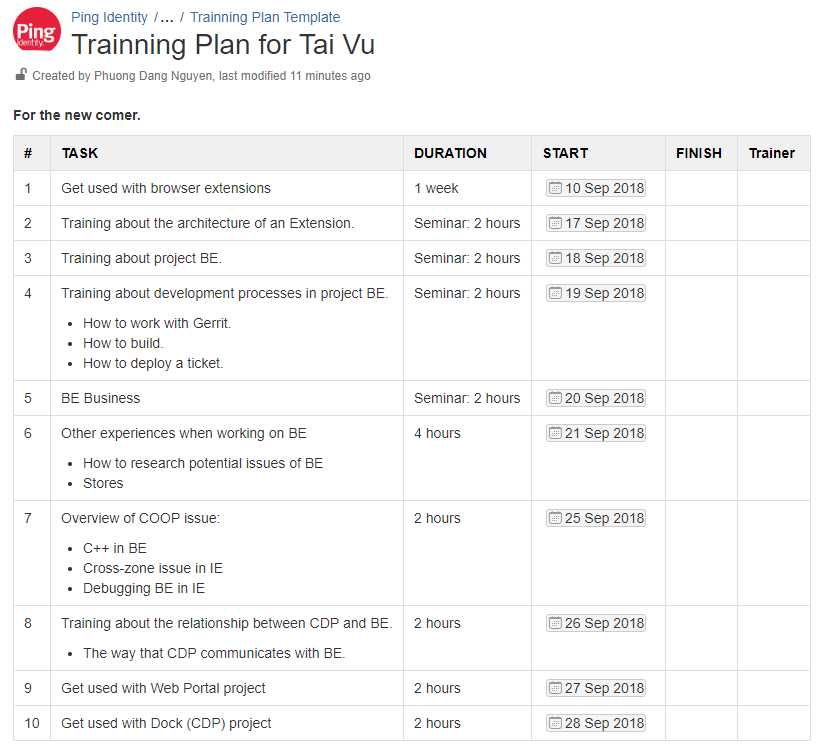 Ping
Identity.
Ping Identity /... / Trainning Plan Template
Trainning Plan for Tai Vu
Created by Phuong Dang Nguyen, last modified 11 minutes ago
For the new comer.
# TASK DURATION START FINISH Trainer
1 Get used with browser extensions 1 week 10 Sep 2018
2 Training about the architecture of an Extension. Seminar: 2 hours 17 Sep 2018
3 Training about project BE. Seminar: 2 hours 18 Sep 2018
4 Training about development processes in project BE. Seminar: 2 hours 19 Sep 2018
• How to work with Gerrit.
• How to build.
• How to deploy a ticket.
5 BE Business Seminar: 2 hours 20 Sep 2018
6 Other experiences when working on BE 4 hours 21 Sep 2018
• How to research potential issues of BE
• Stores
7 Overview of COOP issue: 2 hours 25 Sep 2018
• C++ in BE
• Cross-zone issue in IE
• Debugging BE in IE
8 Training about the relationship between CDP and BE. 2 hours 26 Sep 2018
• The way that CDP communicates with BE.
9 Get used with Web Portal project 2 hours 27 Sep 2018
10 Get used with Dock (CDP) project 2 hours 28 Sep 2018